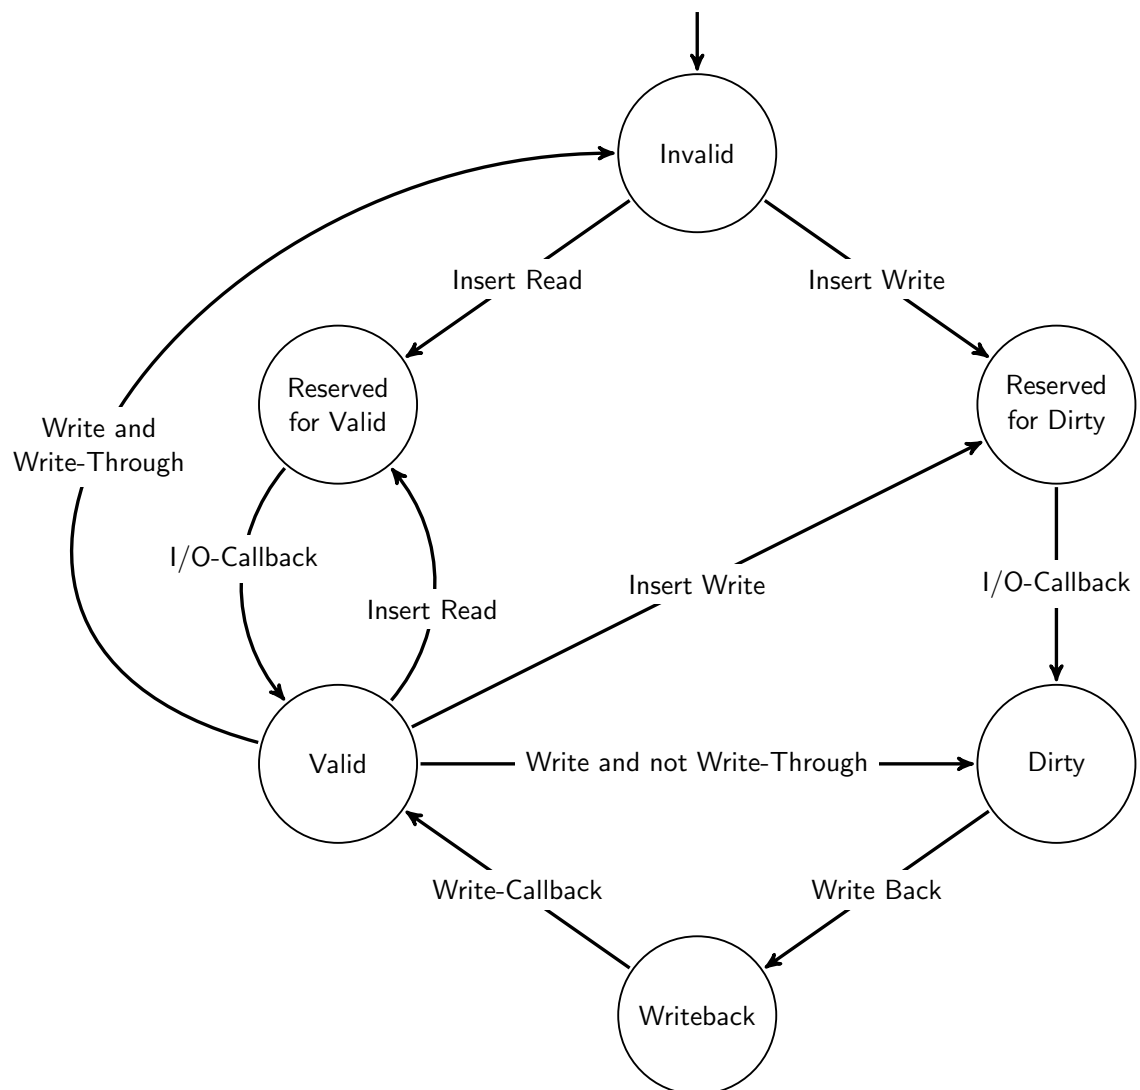 Invalid
Insert Read
Insert Write
Reserved
for Valid
Reserved
for Dirty
Write and
Write-Through
I/O-Callback
Insert Read
Insert Write
I/O-Callback
Valid
Write and not Write-Through
Dirty
Write-Callback
Write Back
Writeback